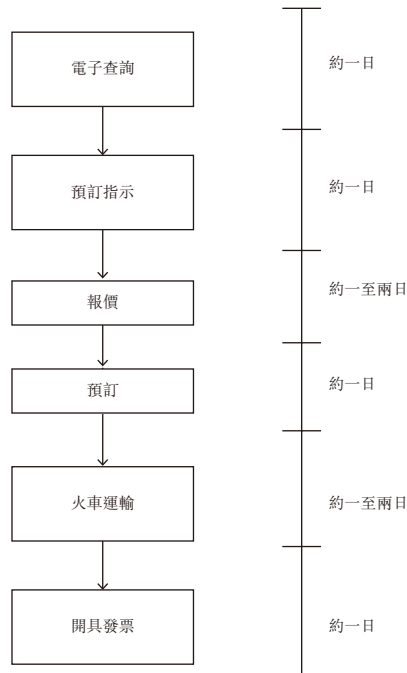 電子查詢
約一日
預訂指示
約一日
報價
約一至兩日
預訂
約一日
火車運輸
約一至兩日
開具發票
約一日